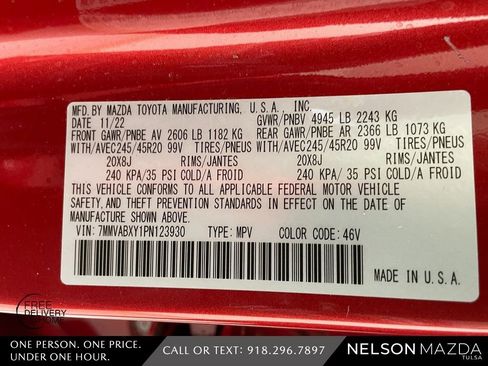 MFD. BY MAZDA TOYOTA MANUFACTURING, U.S.A., INC.
DATE 11/22 GVWR/PNBV 4945 LB 2243 KG
FRONT GAWR/PNBE AV 2606 LB 1182 KG REAR GAWR/PNBE AR 2366 LB 1073 KG
WITH/AVEC245/45R20 99V TIRES/PNEUS WITH/AVEC245/45R20 99V TIRES/PNEUS
20X8J RIMS/JANTES 20X8J RIMS/JANTES
240 KPA/35 PSI COLD/A FROID 240 KPA/35 PSI COLD/A FROID
THIS VEHICLE CONFORMS TO ALL APPLICABLE FEDERAL MOTOR VEHICLE
SAFETY, AND THEFT PREVENTION STANDARDS IN EFFECT ON THE DATE OF
MANUFACTURE SHOWN ABOVE.
VIN: 7MMVABXY1PN123930 TYPE: MPV COLOR CODE: 46V
MADE IN U.S.A.
FREE
DELIVERY
.COM
ONE PERSON. ONE PRICE.
UNDER ONE HOUR.
CALL OR TEXT 918.296.7897
NELSON MAZDA
TULSA